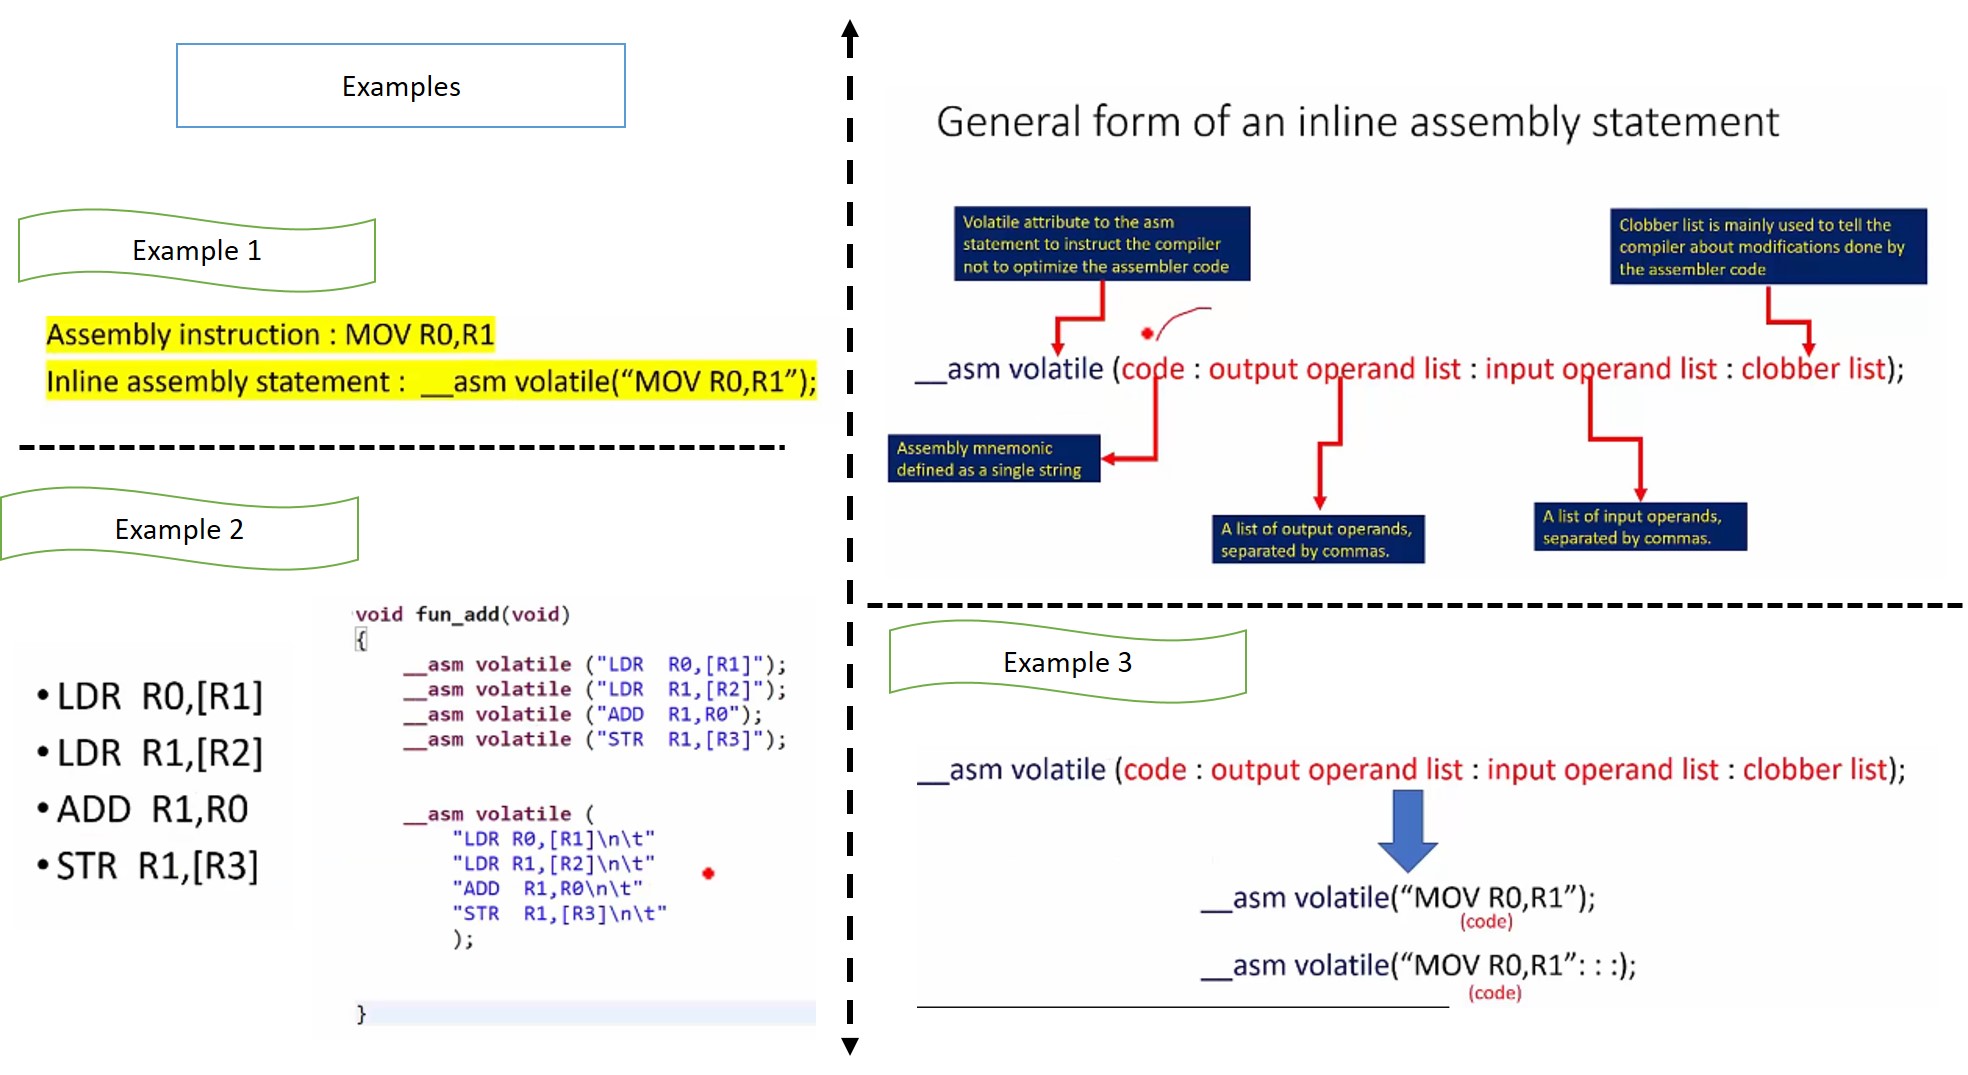 Examples
Example 1
Assembly instruction : MOV R0,R1
Inline assembly statement : __asm volatile(“MOV R0,R1”);
Example 2
• LDR R0,[R1]
• LDR R1,[R2]
• ADD R1,R0
• STR R1,[R3]
void fun_add(void)
{
__asm volatile ("LDR R0,[R1]");
__asm volatile ("LDR R1,[R2]");
__asm volatile ("ADD R1,R0");
__asm volatile ("STR R1,[R3]");
__asm volatile (
"LDR R0,[R1]\n\t"
"LDR R1,[R2]\n\t"
"ADD R1,R0\n\t"
"STR R1,[R3]\n\t"
);
}
General form of an inline assembly statement
Volatile attribute to the asm
statement to instruct the compiler
not to optimize the assembler code
Clobber list is mainly used to tell the
compiler about modifications done by
the assembler code
__asm volatile (code : output operand list : input operand list : clobber list);
Assembly mnemonic
defined as a single string
A list of output operands,
separated by commas.
A list of input operands,
separated by commas.
Example 3
__asm volatile (code : output operand list : input operand list : clobber list);
__asm volatile(“MOV R0,R1”);
(code)
__asm volatile(“MOV R0,R1”: : :);
(code)